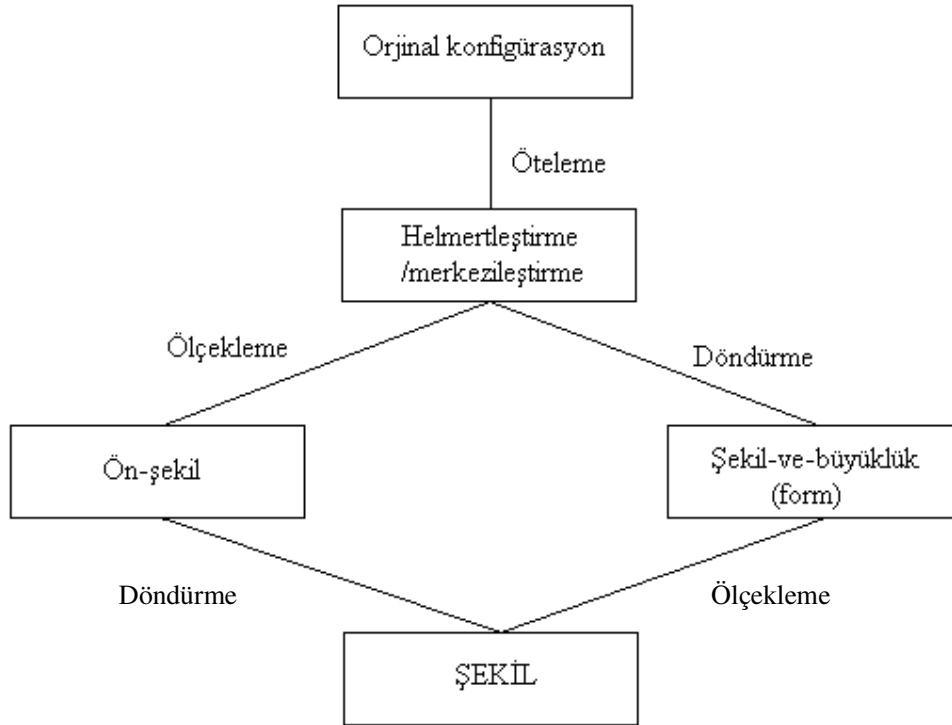 Orjinal konfigürasyon
Öteleme
Helmertleştirme
/merkezileştirme
Ölçekleme
Döndürme
Ön-şekil
Şekil-ve-büyüklük
(form)
Döndürme
Ölçekleme
ŞEKİL